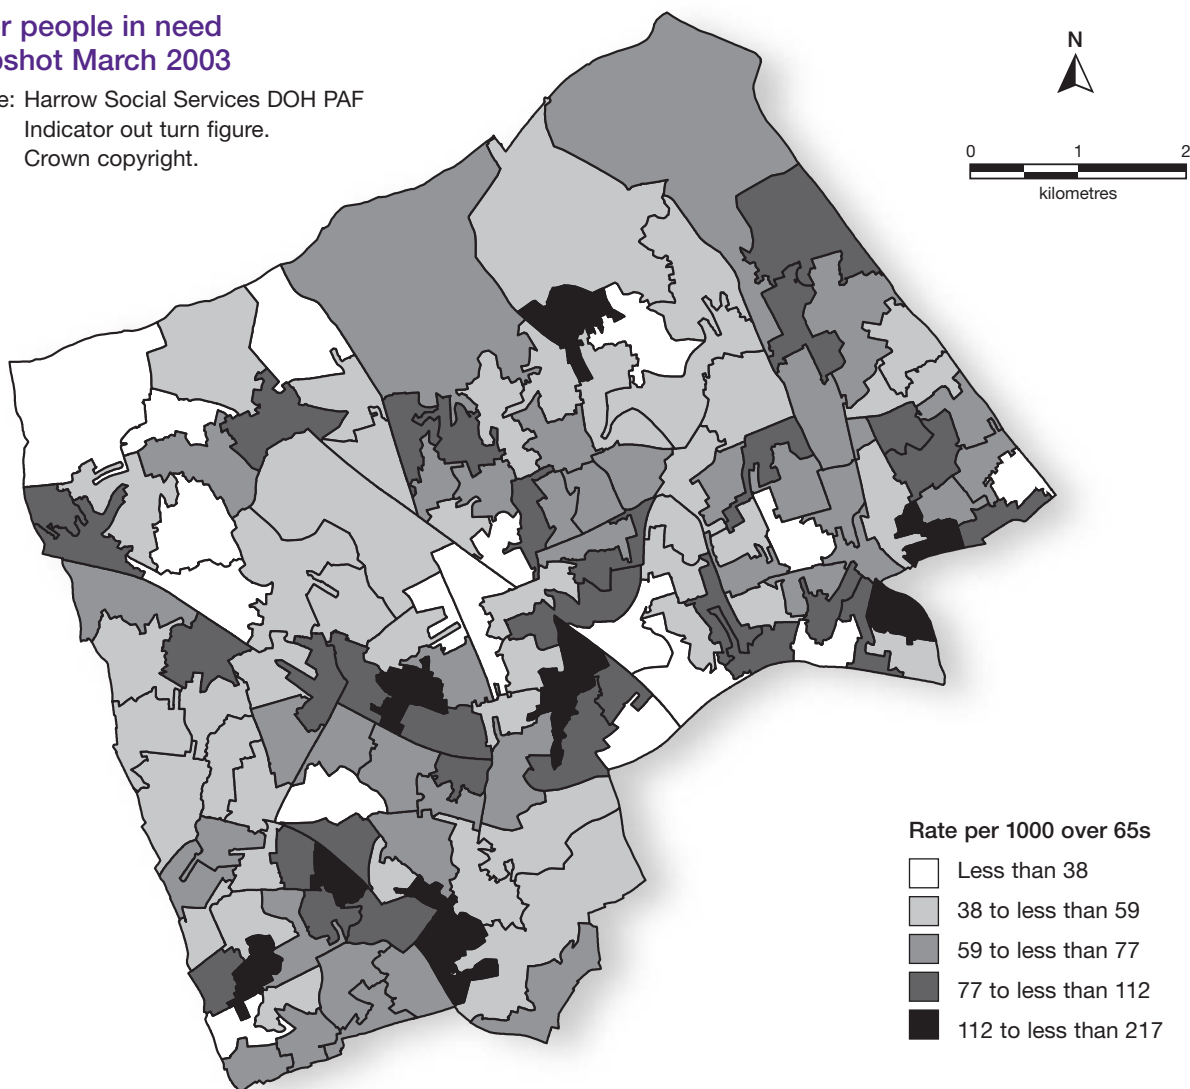 people in need
March 2003
Harrow Social Services DOH PAF
Indicator out turn figure.
Crown copyright.
N
0 1 2
kilometres
Rate per 1000 over 65s
Less than 38
38 to less than 59
59 to less than 77
77 to less than 112
112 to less than 217